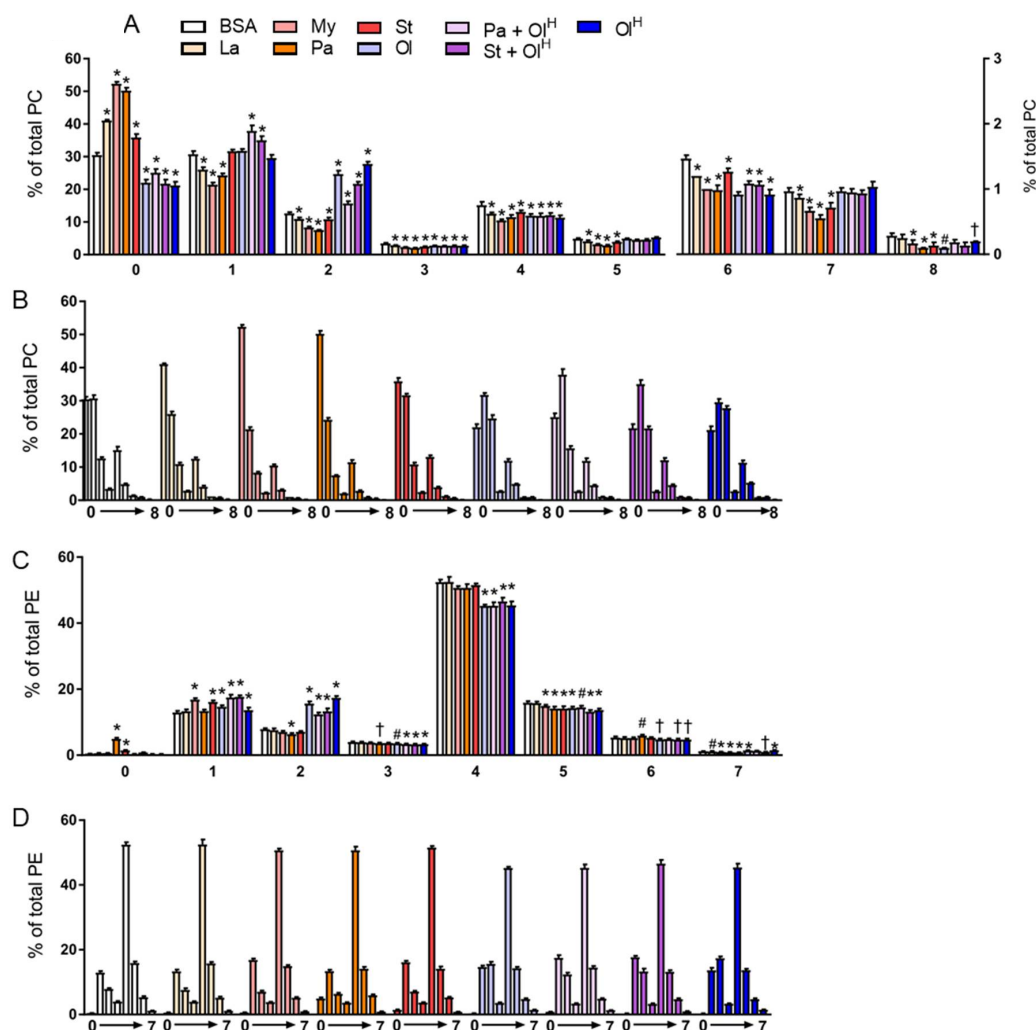 A
BSA My St Pa + Ol^H Ol^H
La Pa Ol St + Ol^H
% of total PC
60
50
40
30
20
10
0
* * * * * * * * *
3
2
1
0
% of total PC
0 1 2 3 4 5 6 7 8
# †
B
% of total PC
60
50
40
30
20
10
0
0 → 8 0 → 8 0 → 8 0 → 8 0 → 8 0 → 8 0 → 8 0 → 8 0 → 8
C
% of total PE
60
40
20
0
* * * ** ** * * * ** * † #*** ** ** *****#** # † †† #***** † *
0 1 2 3 4 5 6 7
D
% of total PE
60
40
20
0
0 → 7 0 → 7 0 → 7 0 → 7 0 → 7 0 → 7 0 → 7 0 → 7 0 → 7